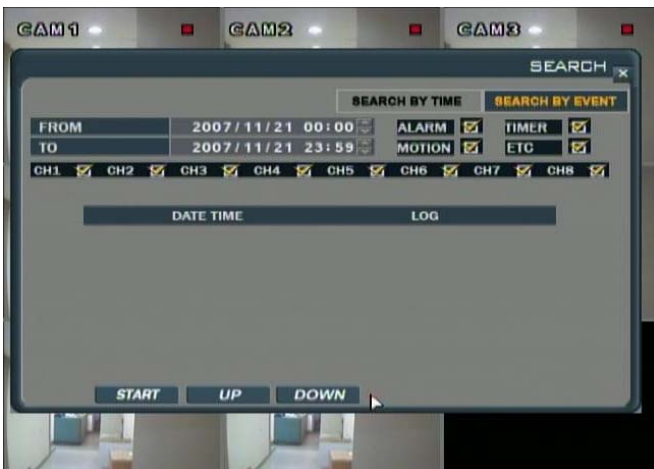 CAM1 CAM2 CAM3
SEARCH
SEARCH BY TIME SEARCH BY EVENT
FROM 2007/11/21 00:00 ALARM TIMER
TO 2007/11/21 23:59 MOTION ETC
CH1 CH2 CH3 CH4 CH5 CH6 CH7 CH8
DATE TIME LOG
START UP DOWN